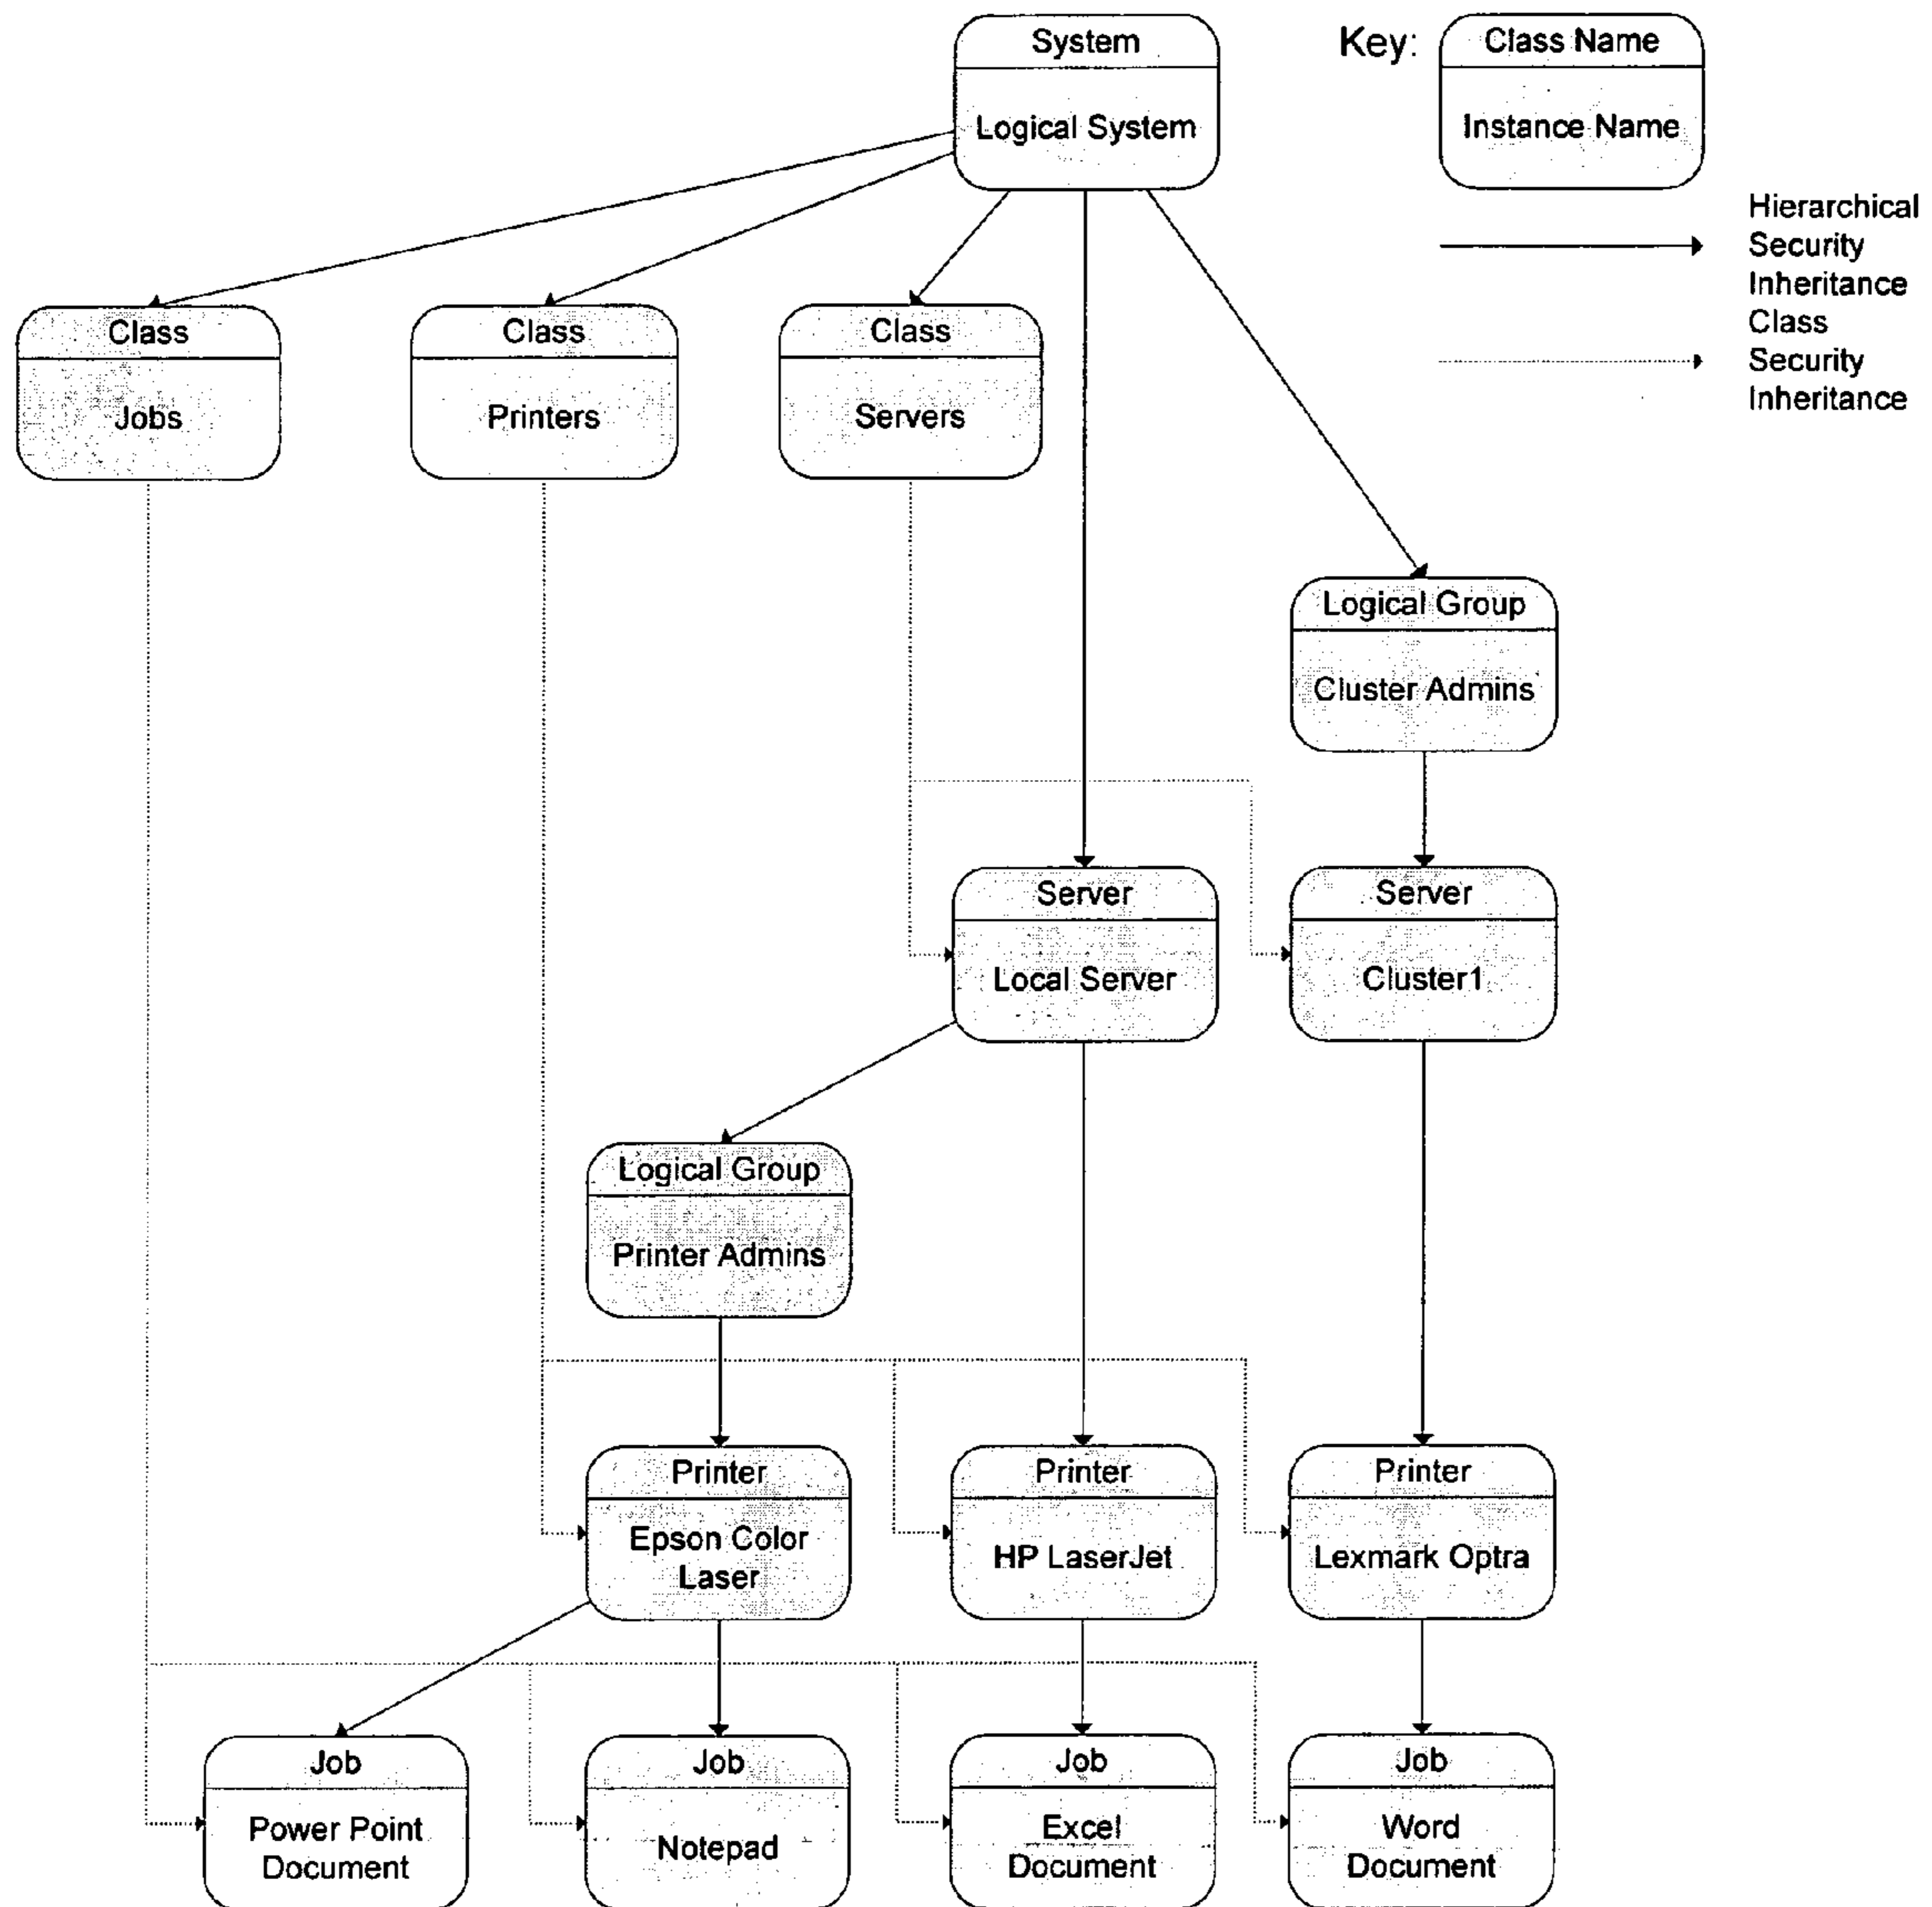 System
Logical System
Key:
Class Name
Instance Name
Hierarchical
Security
Inheritance
Class
Security
Inheritance
Class
Jobs
Class
Printers
Class
Servers
Logical Group
Cluster Admins
Server
Local Server
Server
Cluster1
Logical Group
Printer Admins
Printer
Epson Color
Laser
Printer
HP LaserJet
Printer
Lexmark Optra
Job
Power Point
Document
Job
Notepad
Job
Excel
Document
Job
Word
Document